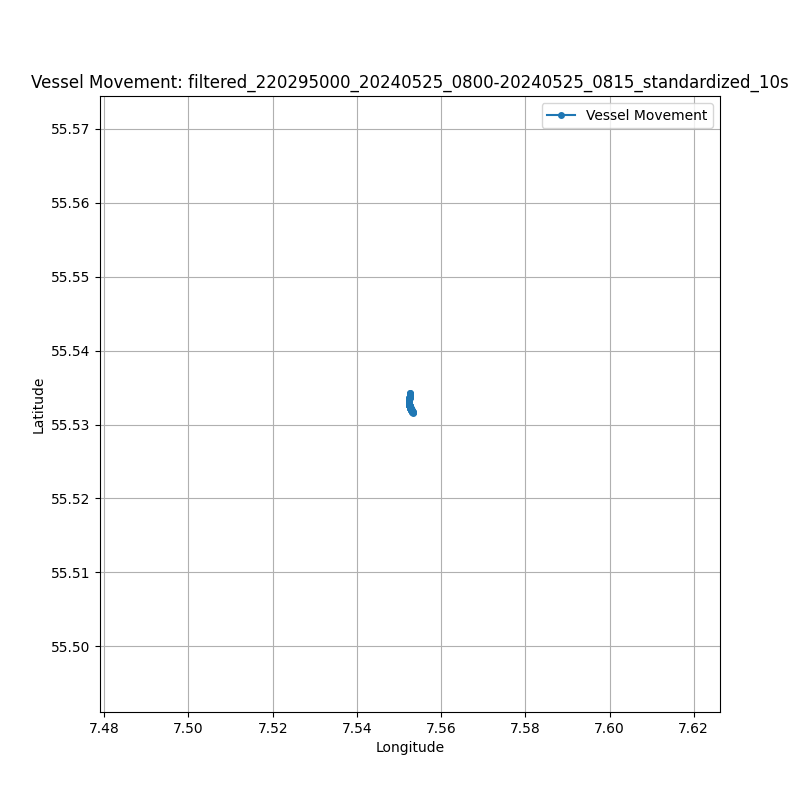 Vessel Movement: filtered_220295000_20240525_0800-20240525_0815_standardized_10s
Vessel Movement
55.57
55.56
55.55
55.54
55.53
55.52
55.51
55.50
Latitude
7.48 7.50 7.52 7.54 7.56 7.58 7.60 7.62
Longitude